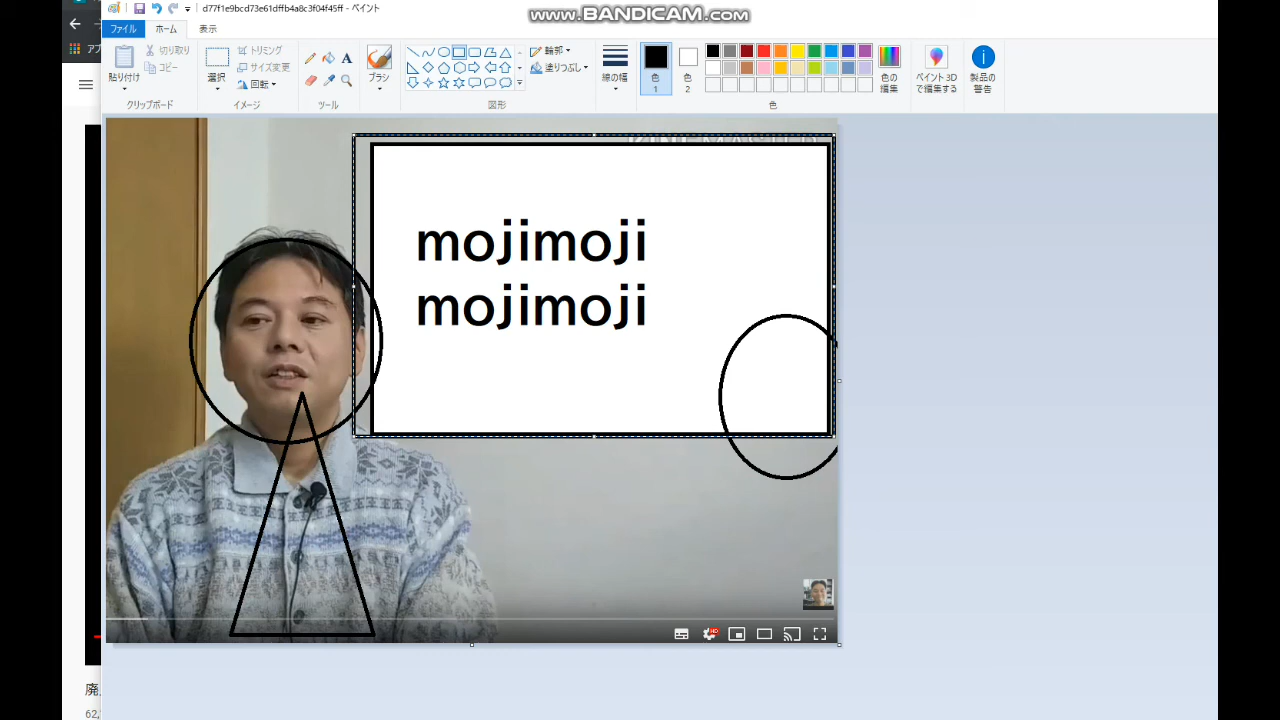 www.BANDICAM.com
d77f1e9bcd73e61dffb4a8c3f04f45ff - ペイント
ファイル
ホーム
表示
アプ
貼り付け
切り取り
コピー
クリップボード
選択
トリミング
サイズ変更
回転
イメージ
A
ツール
ブラシ
輪郭
塗りつぶし
図形
線の幅
色
1
色
2
色の
編集
色
ペイント 3D
で編集する
製品の
警告
mojimoji
mojimoji
HD
廃
62,